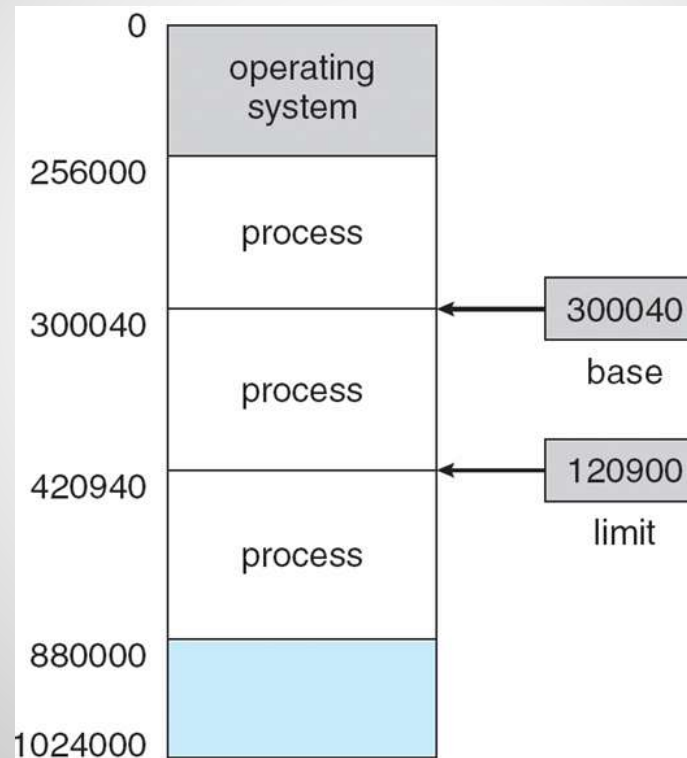 0
operating
system
256000
process
300040
300040
base
process
420940
120900
limit
process
880000
1024000